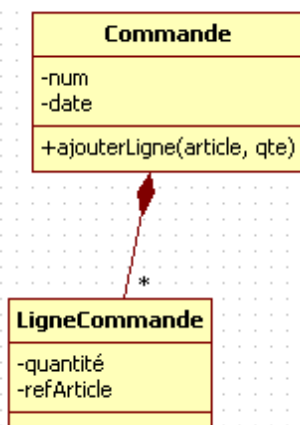 Commande
-num
-date
+ajouterLigne(article, qte)
*
LigneCommande
-quantité
-refArticle